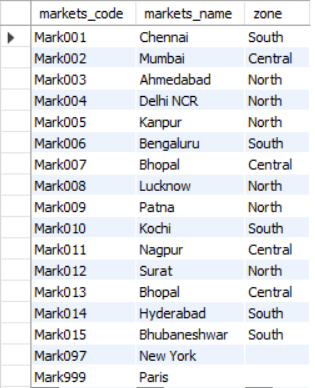 markets_code markets_name zone
Mark001 Chennai South
Mark002 Mumbai Central
Mark003 Ahmedabad North
Mark004 Delhi NCR North
Mark005 Kanpur North
Mark006 Bengaluru South
Mark007 Bhopal Central
Mark008 Lucknow North
Mark009 Patna North
Mark010 Kochi South
Mark011 Nagpur Central
Mark012 Surat North
Mark013 Bhopal Central
Mark014 Hyderabad South
Mark015 Bhubaneshwar South
Mark097 New York
Mark999 Paris